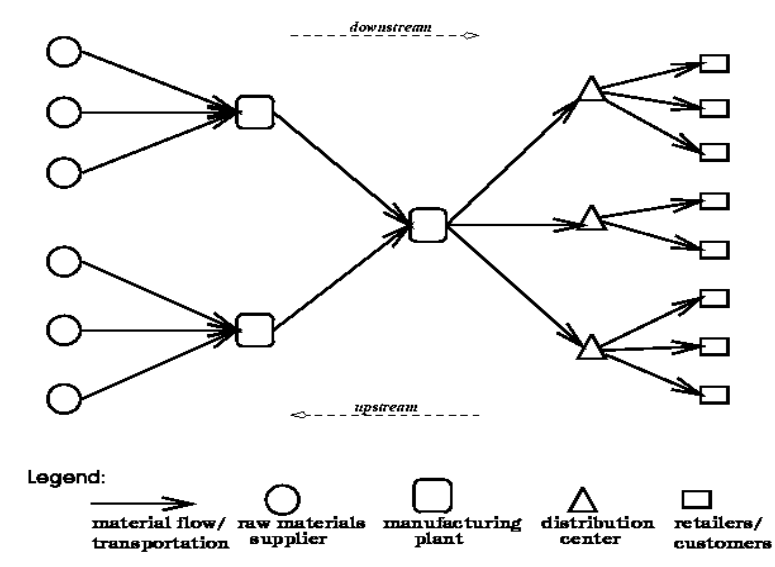 downstream
upstream
Legend:
material flow/
transportation
raw materials
supplier
manufacturing
plant
distribution
center
retailers/
customers